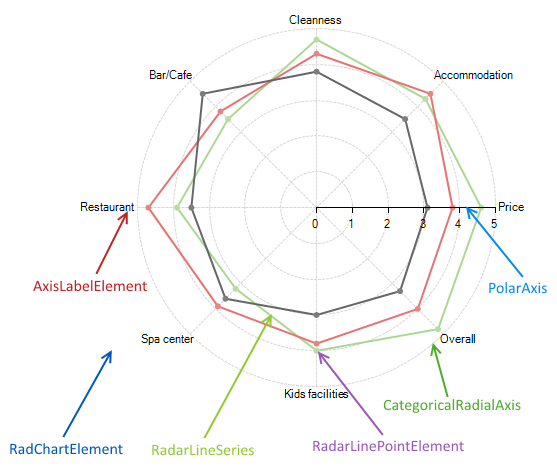 Cleanness
Bar/Cafe
Accommodation
Restaurant
Price
0 1 2 3 4 5
AxisLabelElement
PolarAxis
Spa center
Overall
Kids facilities
CategoricalRadialAxis
RadChartElement
RadarLineSeries
RadarLinePointElement